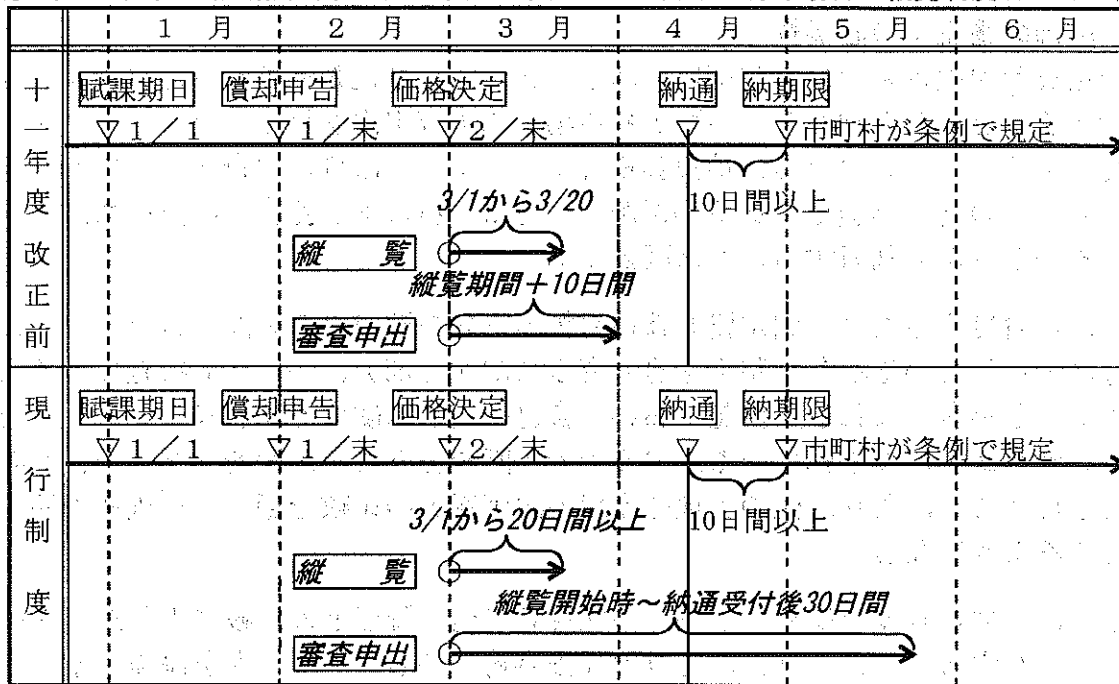 1 月 2 月 3 月 4 月 5 月 6 月
十一年度改正前
賦課期日 償却申告 価格決定 納通 納期限
▽1/1 ▽1/末 ▽2/末 ▽ ▽市町村が条例で規定
3/1から3/20 10日間以上
縦 覧
縦覧期間+10日間
審査申出
現行制度
賦課期日 償却申告 価格決定 納通 納期限
▽1/1 ▽1/末 ▽2/末 ▽ ▽市町村が条例で規定
3/1から20日間以上 10日間以上
縦 覧
縦覧開始時~納通受付後30日間
審査申出